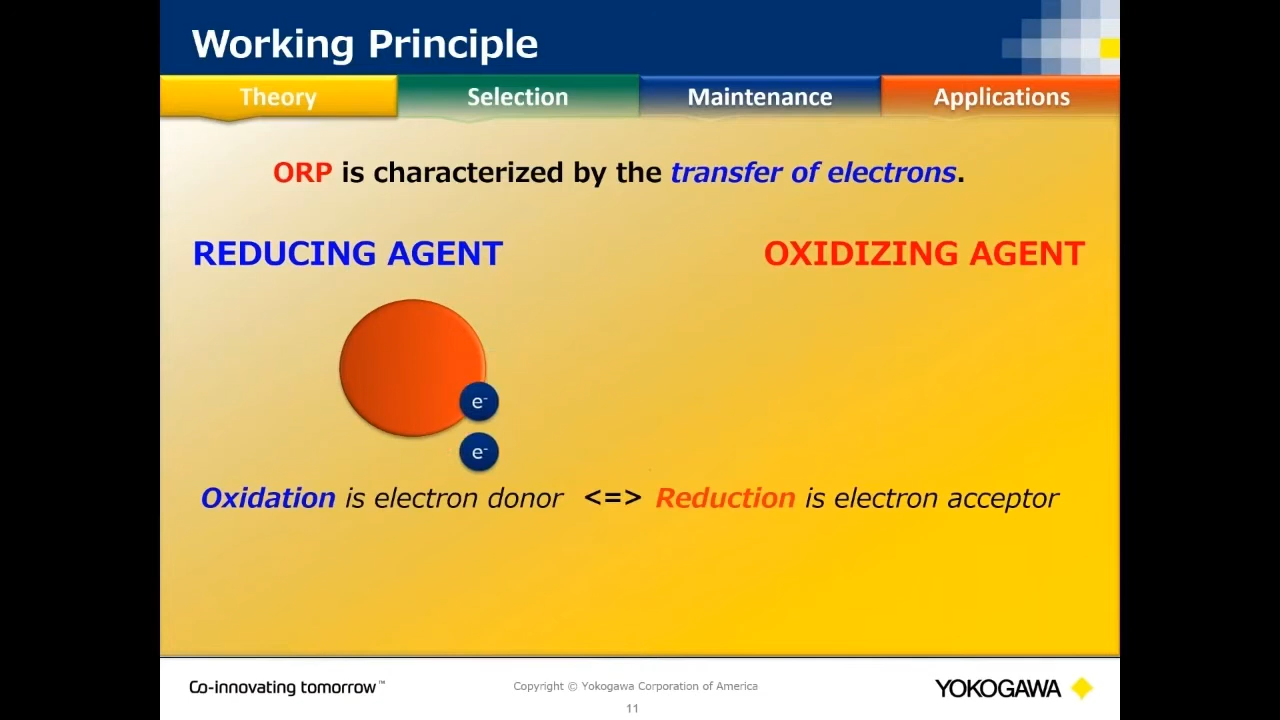 Working Principle
Theory Selection Maintenance Applications
ORP is characterized by the transfer of electrons.
REDUCING AGENT OXIDIZING AGENT
e-
e-
Oxidation is electron donor <=> Reduction is electron acceptor
Co-innovating tomorrow™ Copyright © Yokogawa Corporation of America YOKOGAWA
11